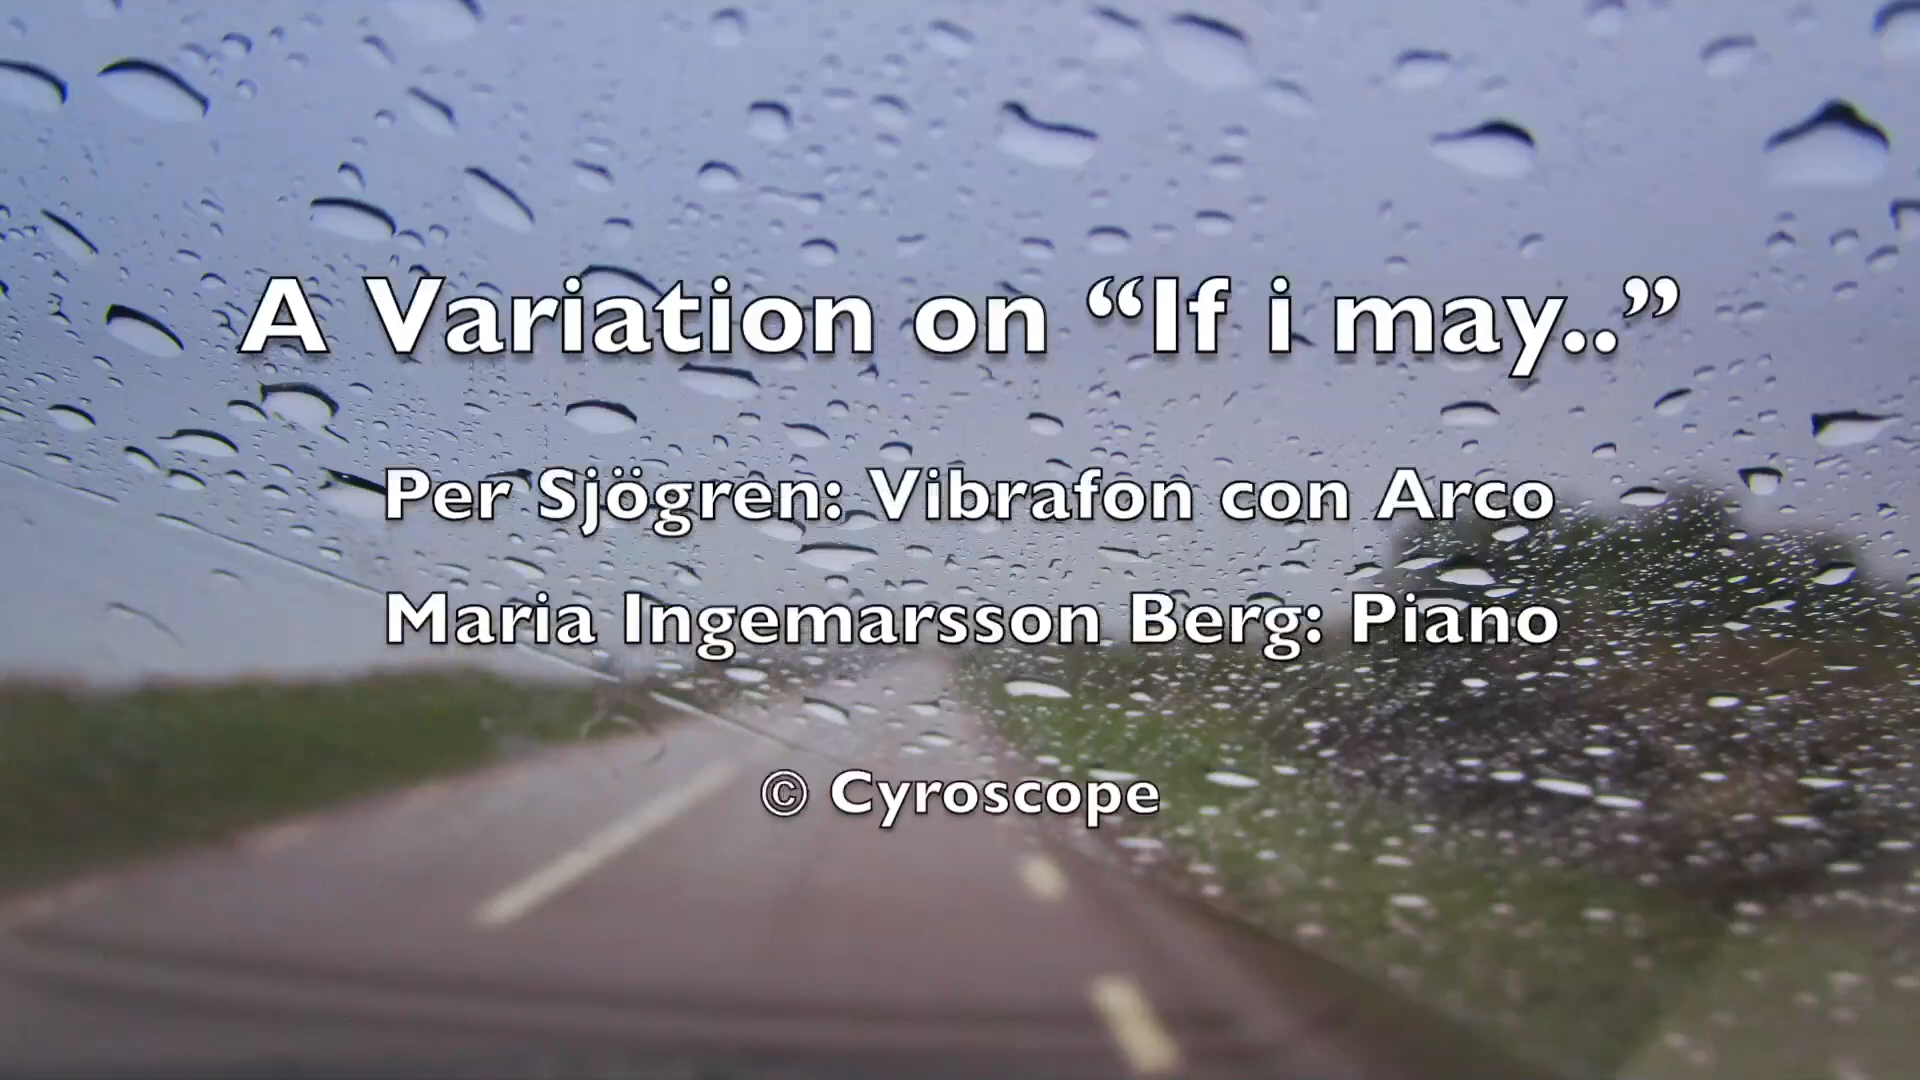 A Variation on “If i may..”
Per Sjögren: Vibrafon con Arco
Maria Ingemarsson Berg: Piano
© Cyroscope